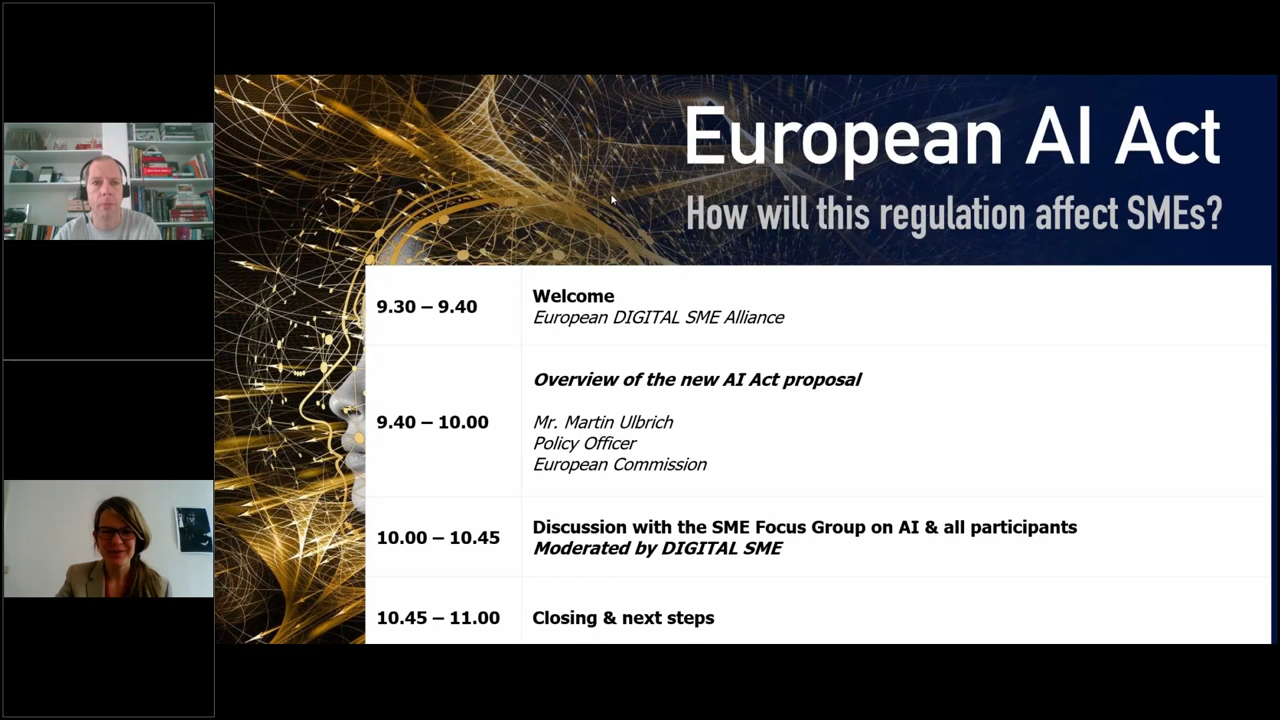 European AI Act
How will this regulation affect SMEs?
9.30 – 9.40
Welcome
European DIGITAL SME Alliance
9.40 – 10.00
Overview of the new AI Act proposal
Mr. Martin Ulbrich
Policy Officer
European Commission
10.00 – 10.45
Discussion with the SME Focus Group on AI & all participants
Moderated by DIGITAL SME
10.45 – 11.00
Closing & next steps